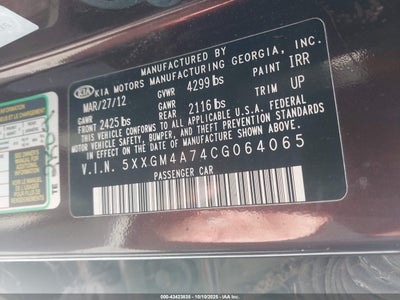 MANUFACTURED BY
KIA KIA MOTORS MANUFACTURING GEORGIA, INC.
MAR/27/12 GVWR 4299 lbs PAINT IRR
GAWR FRONT 2425 lbs GAWR REAR 2116 lbs TRIM UP
THIS VEHICLE CONFORMS TO ALL APPLICABLE U.S.A. FEDERAL
MOTOR VEHICLE SAFETY, BUMPER, AND THEFT PREVENTION STANDARDS
IN EFFECT ON THE DATE OF MANUFACTURE SHOWN ABOVE.
V.I.N. 5XXGM4A74CG064065
PASSENGER CAR
000-43423535 - 10/10/2025 - IAA Inc.